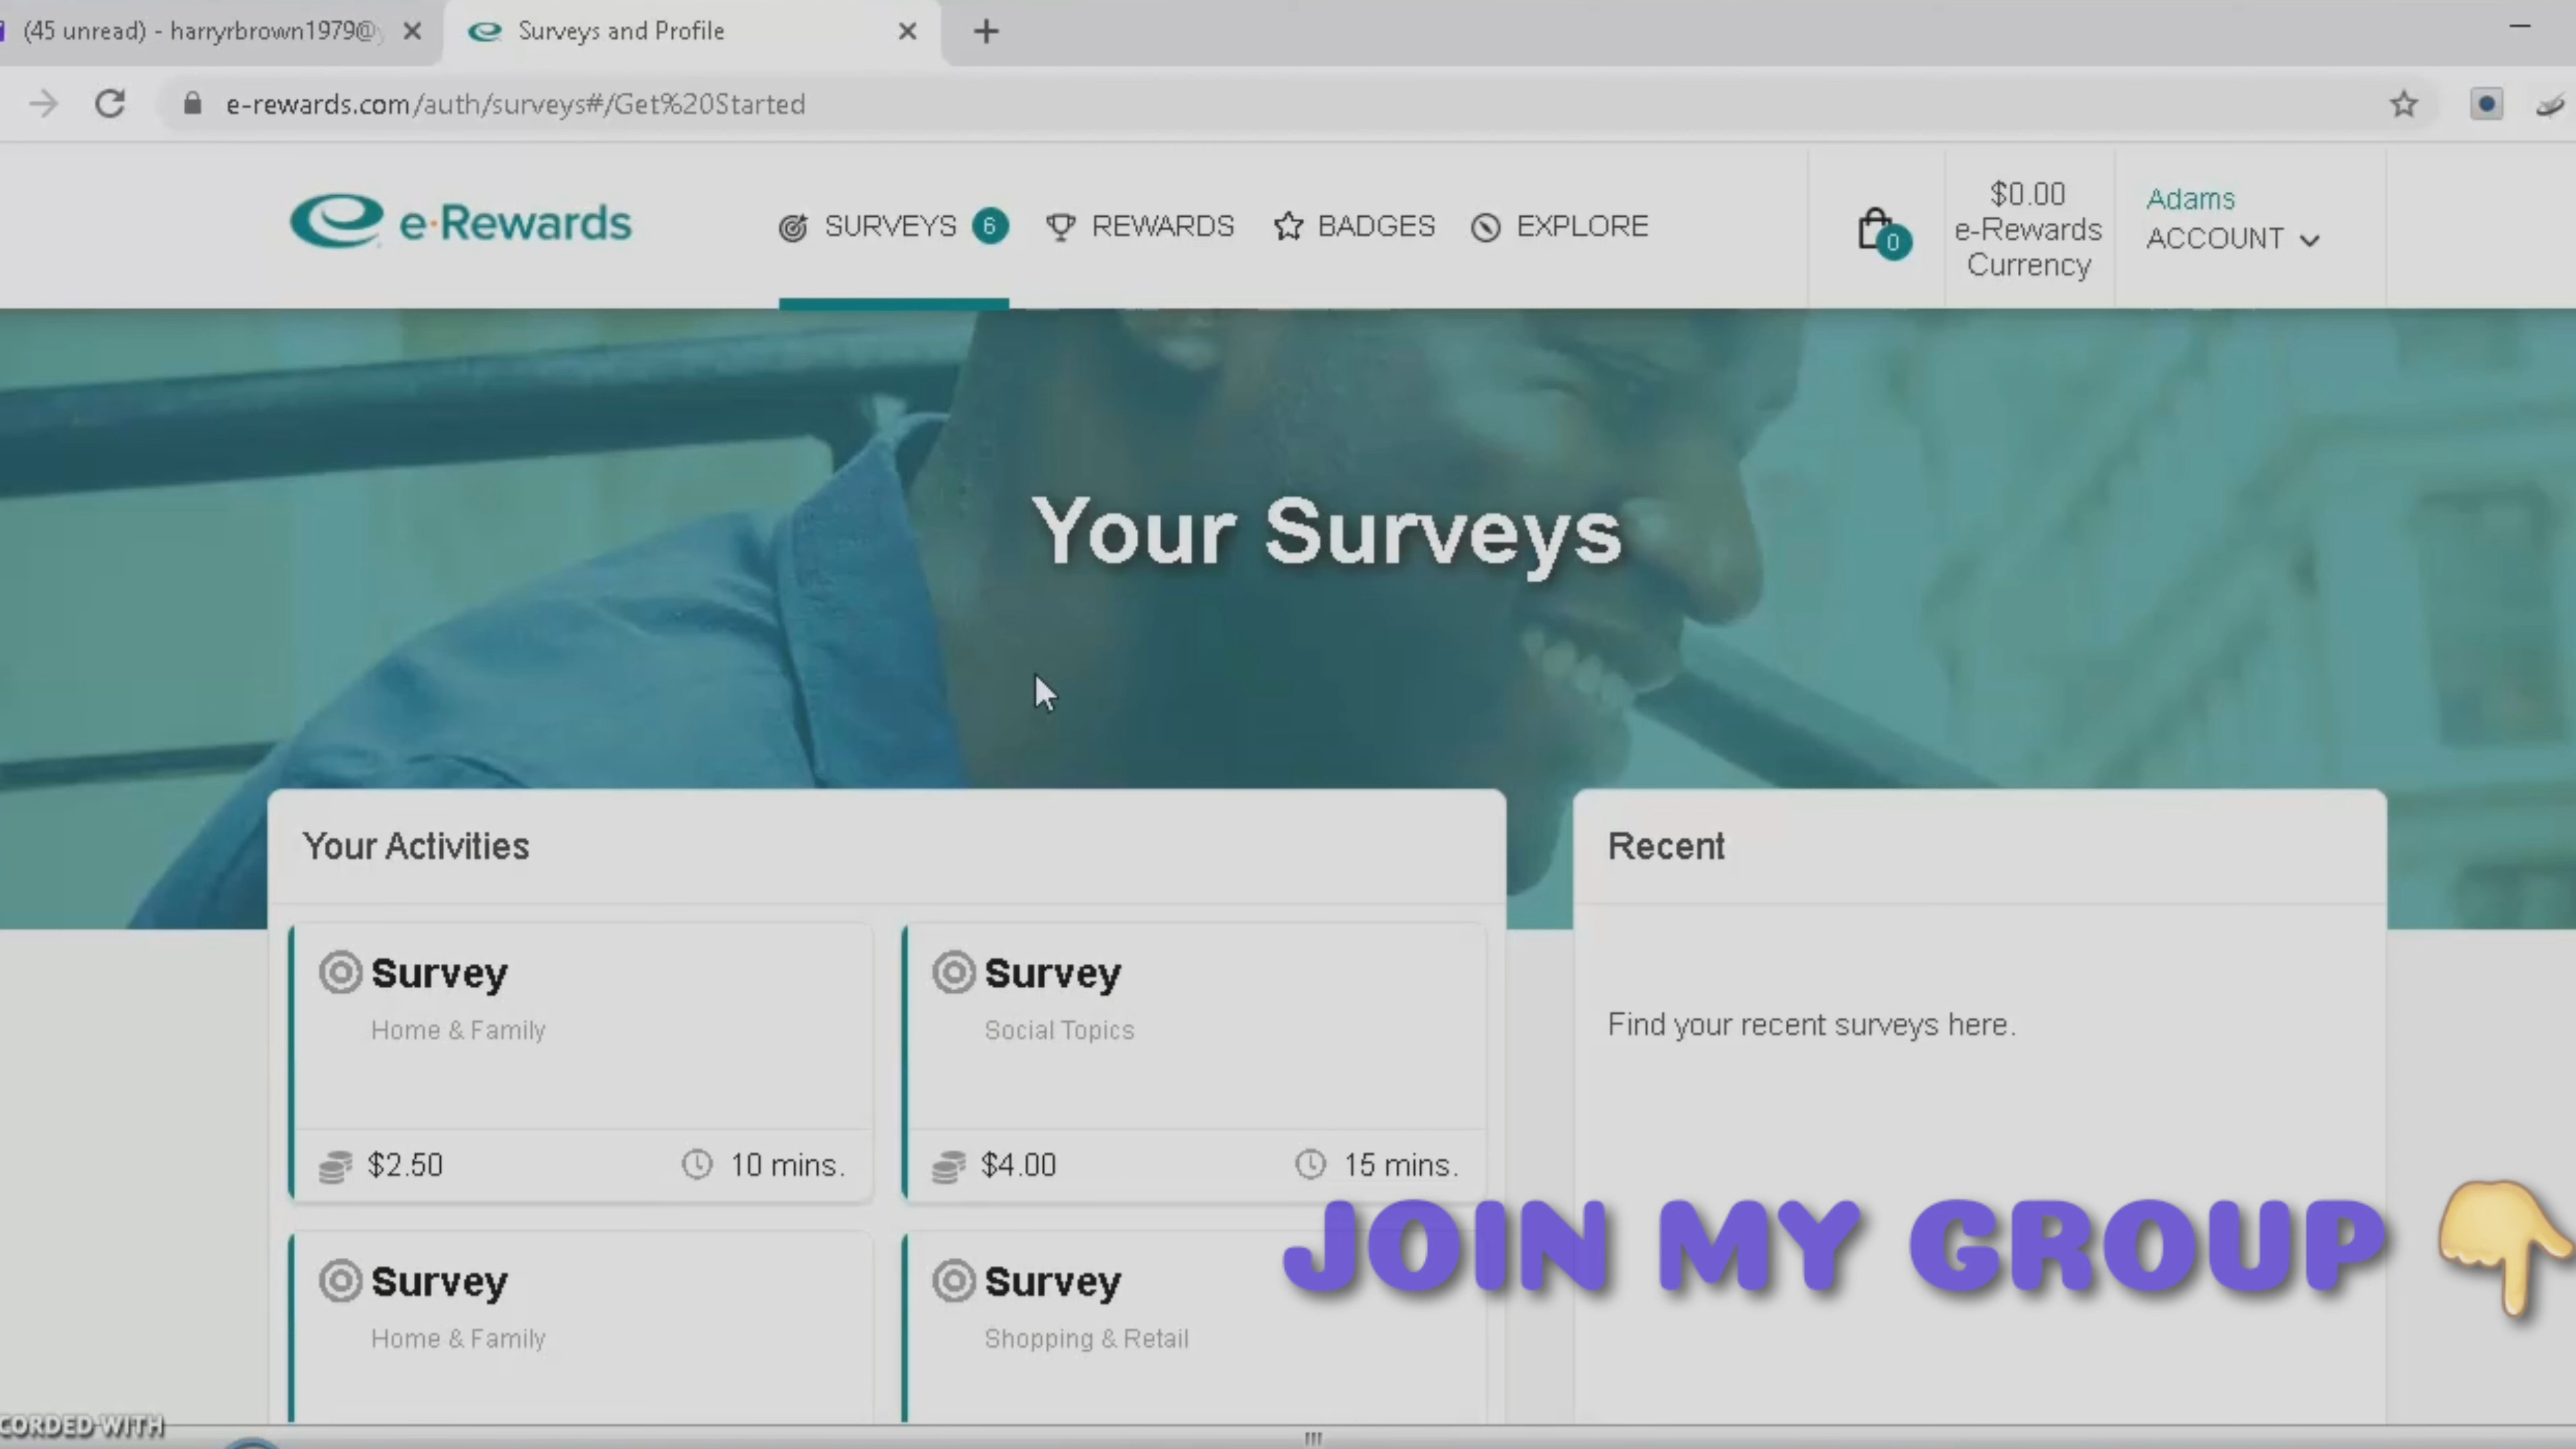 (45 unread) - harryrbrown1979@
Surveys and Profile
e-rewards.com/auth/surveys#/Get%20Started
e-Rewards
SURVEYS 6
REWARDS
BADGES
EXPLORE
0
$0.00
e-Rewards
Currency
Adams
ACCOUNT
Your Surveys
Your Activities
Survey
Home & Family
$2.50
10 mins.
Survey
Social Topics
$4.00
15 mins.
Survey
Home & Family
Survey
Shopping & Retail
Recent
Find your recent surveys here.
JOIN MY GROUP 👇
CORDED WITH